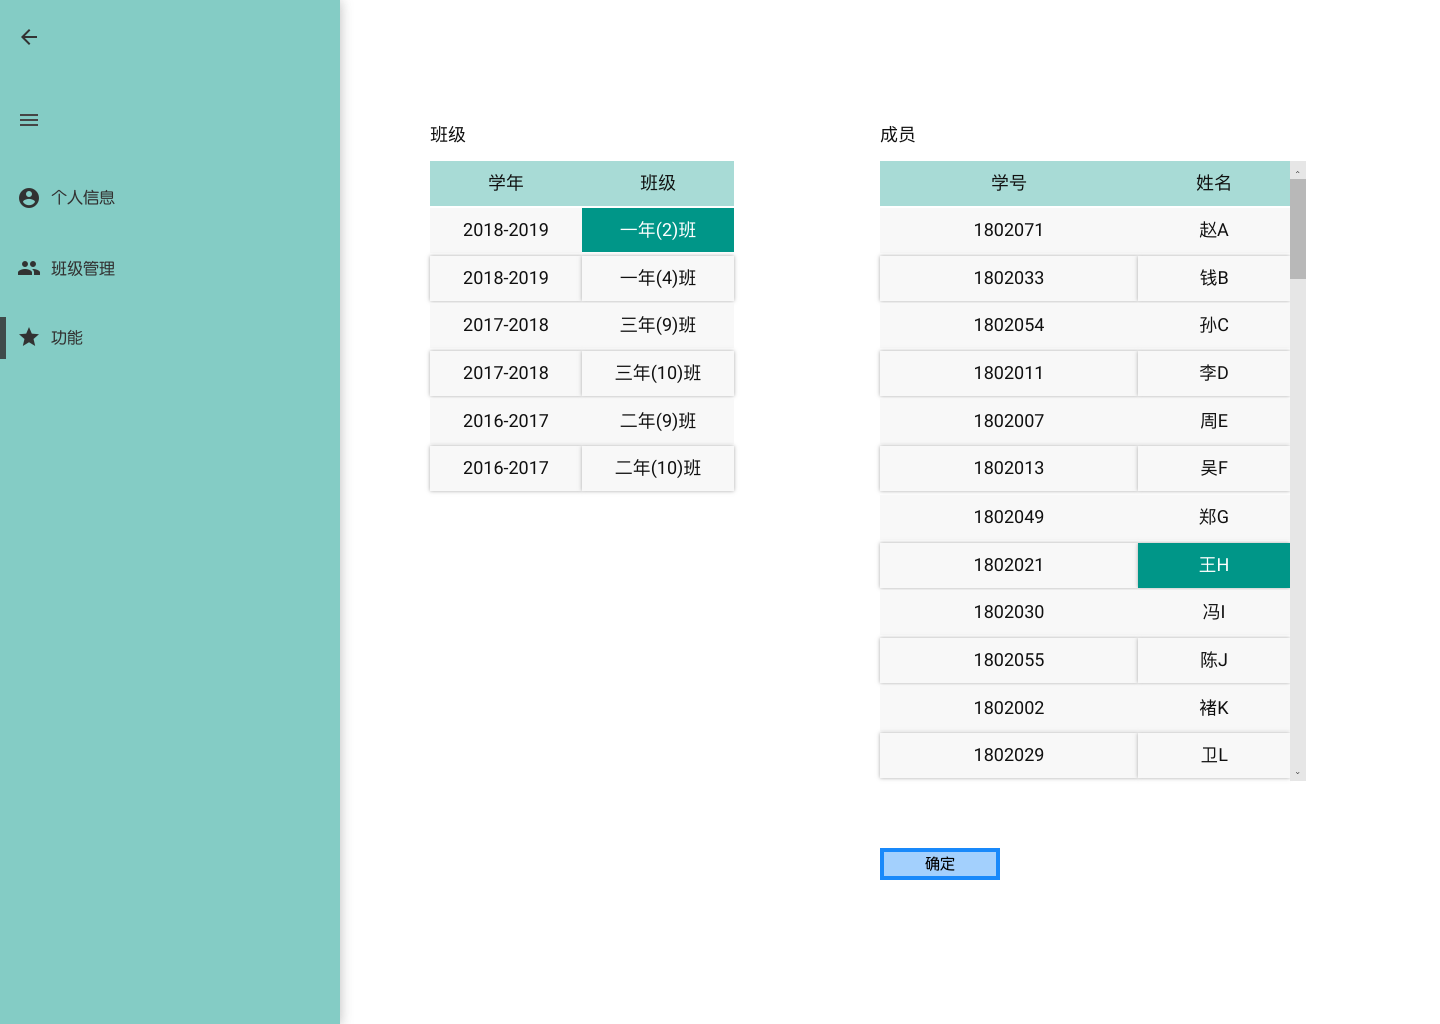 个人信息
班级管理
功能
班级
学年 班级
2018-2019 一年(2)班
2018-2019 一年(4)班
2017-2018 三年(9)班
2017-2018 三年(10)班
2016-2017 二年(9)班
2016-2017 二年(10)班
成员
学号 姓名
1802071 赵A
1802033 钱B
1802054 孙C
1802011 李D
1802007 周E
1802013 吴F
1802049 郑G
1802021 王H
1802030 冯I
1802055 陈J
1802002 褚K
1802029 卫L
确定